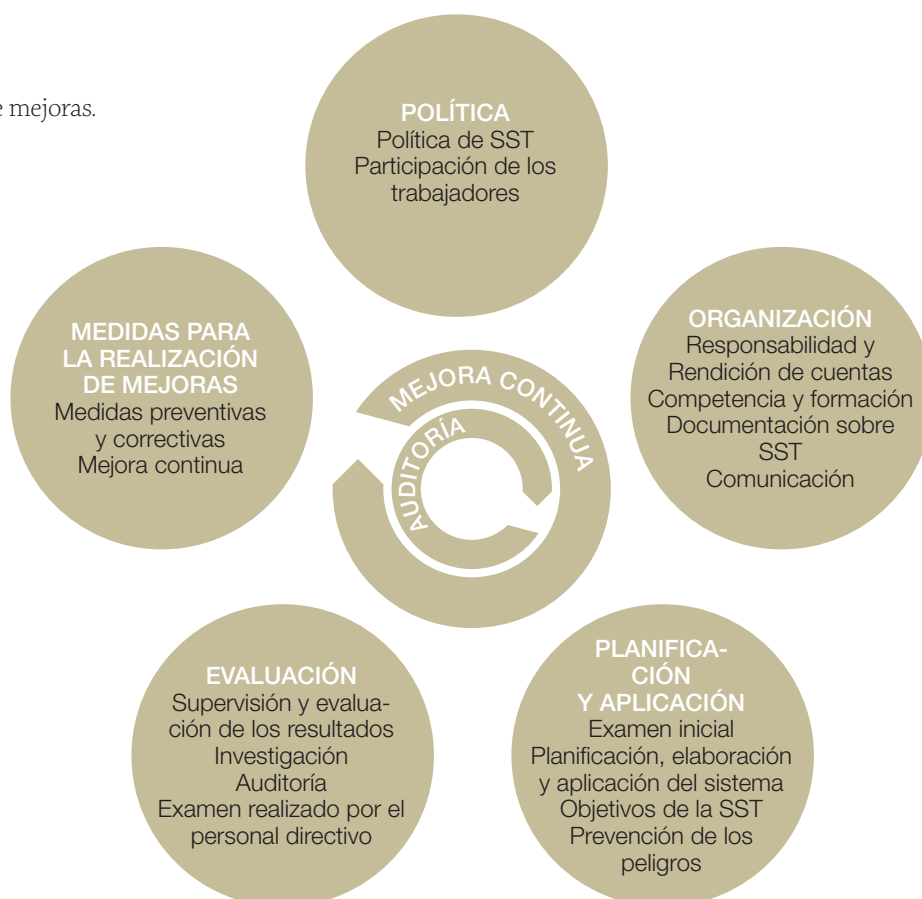 e mejoras.
POLÍTICA
Política de SST
Participación de los
trabajadores
MEDIDAS PARA
LA REALIZACIÓN
DE MEJORAS
Medidas preventivas
y correctivas
Mejora continua
ORGANIZACIÓN
Responsabilidad y
Rendición de cuentas
Competencia y formación
Documentación sobre
SST
Comunicación
MEJORA CONTINUA
AUDITORÍA
EVALUACIÓN
Supervisión y evalua-
ción de los resultados
Investigación
Auditoría
Examen realizado por el
personal directivo
PLANIFICA-
CIÓN
Y APLICACIÓN
Examen inicial
Planificación, elaboración
y aplicación del sistema
Objetivos de la SST
Prevención de los
peligros